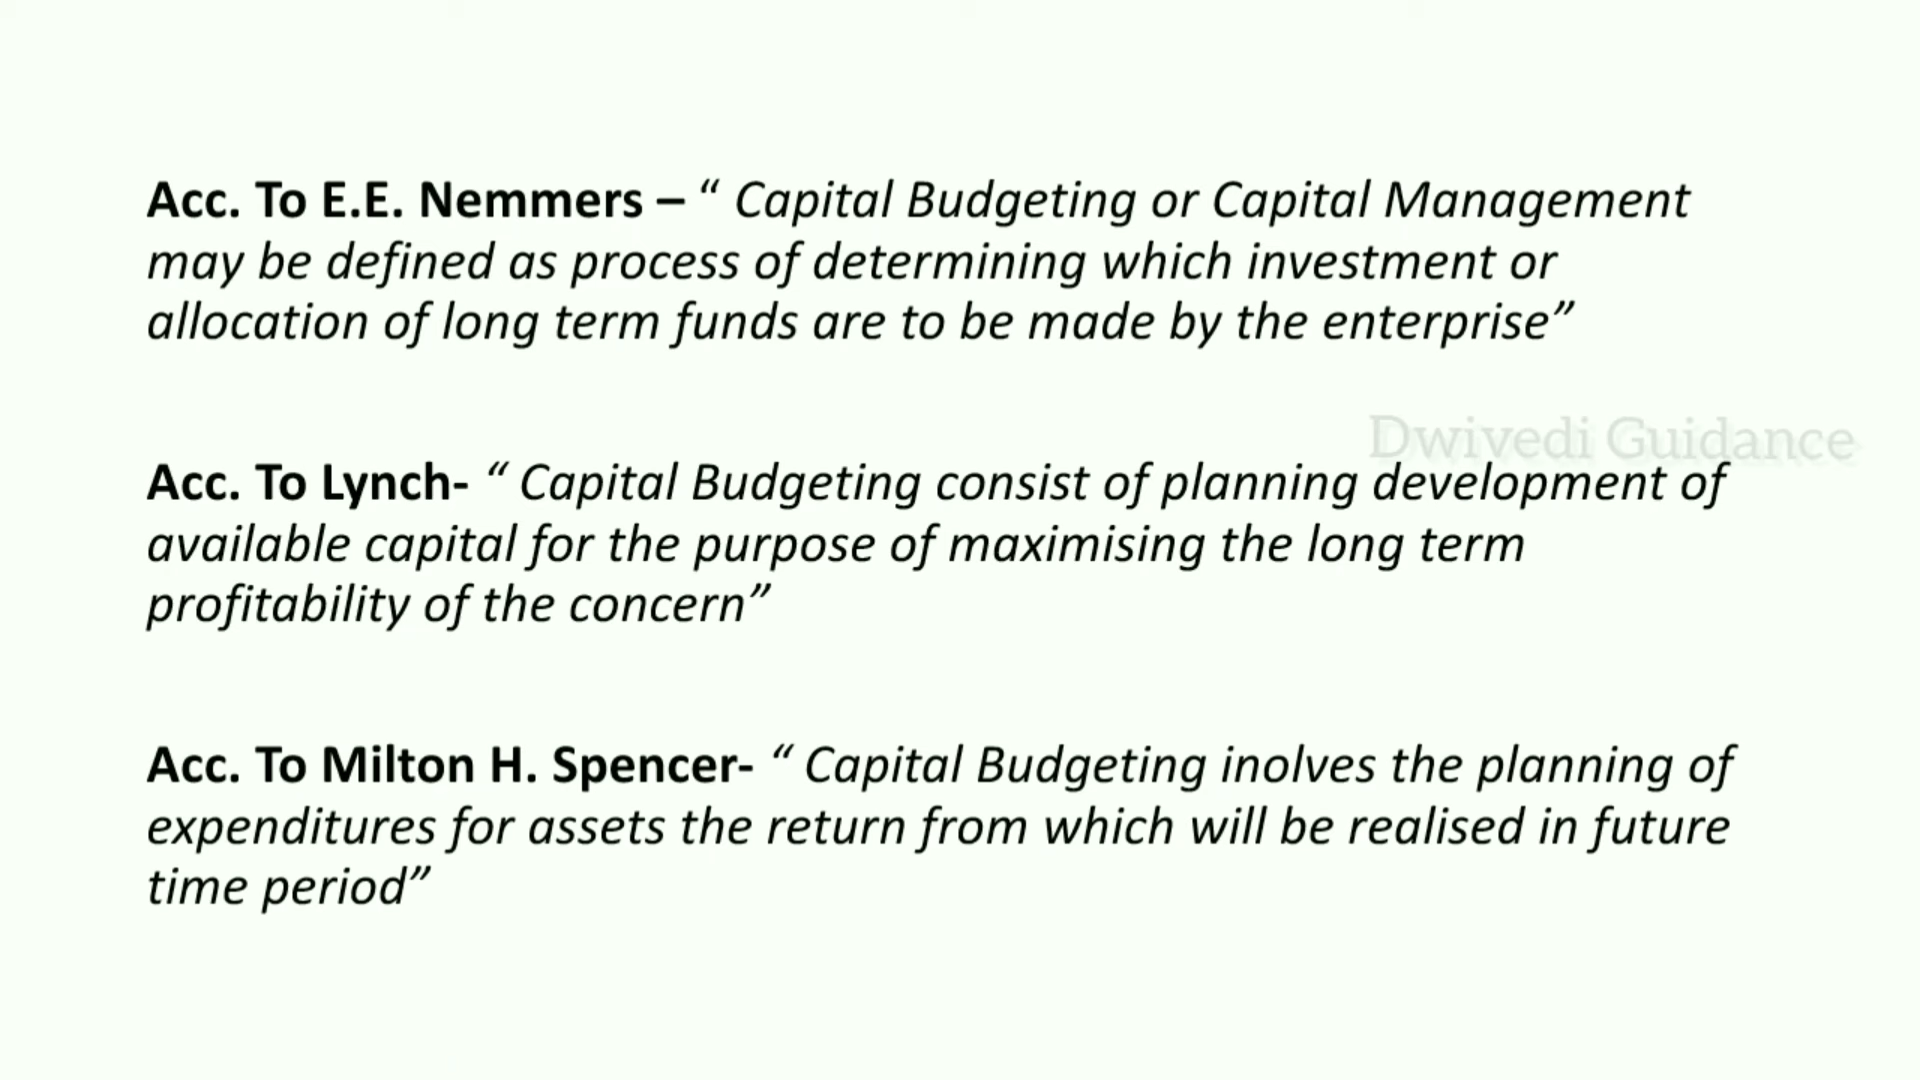 Acc. To E.E. Nemmers – “ Capital Budgeting or Capital Management
may be defined as process of determining which investment or
allocation of long term funds are to be made by the enterprise”
Dwivedi Guidance
Acc. To Lynch- “ Capital Budgeting consist of planning development of
available capital for the purpose of maximising the long term
profitability of the concern”
Acc. To Milton H. Spencer- “ Capital Budgeting inolves the planning of
expenditures for assets the return from which will be realised in future
time period”